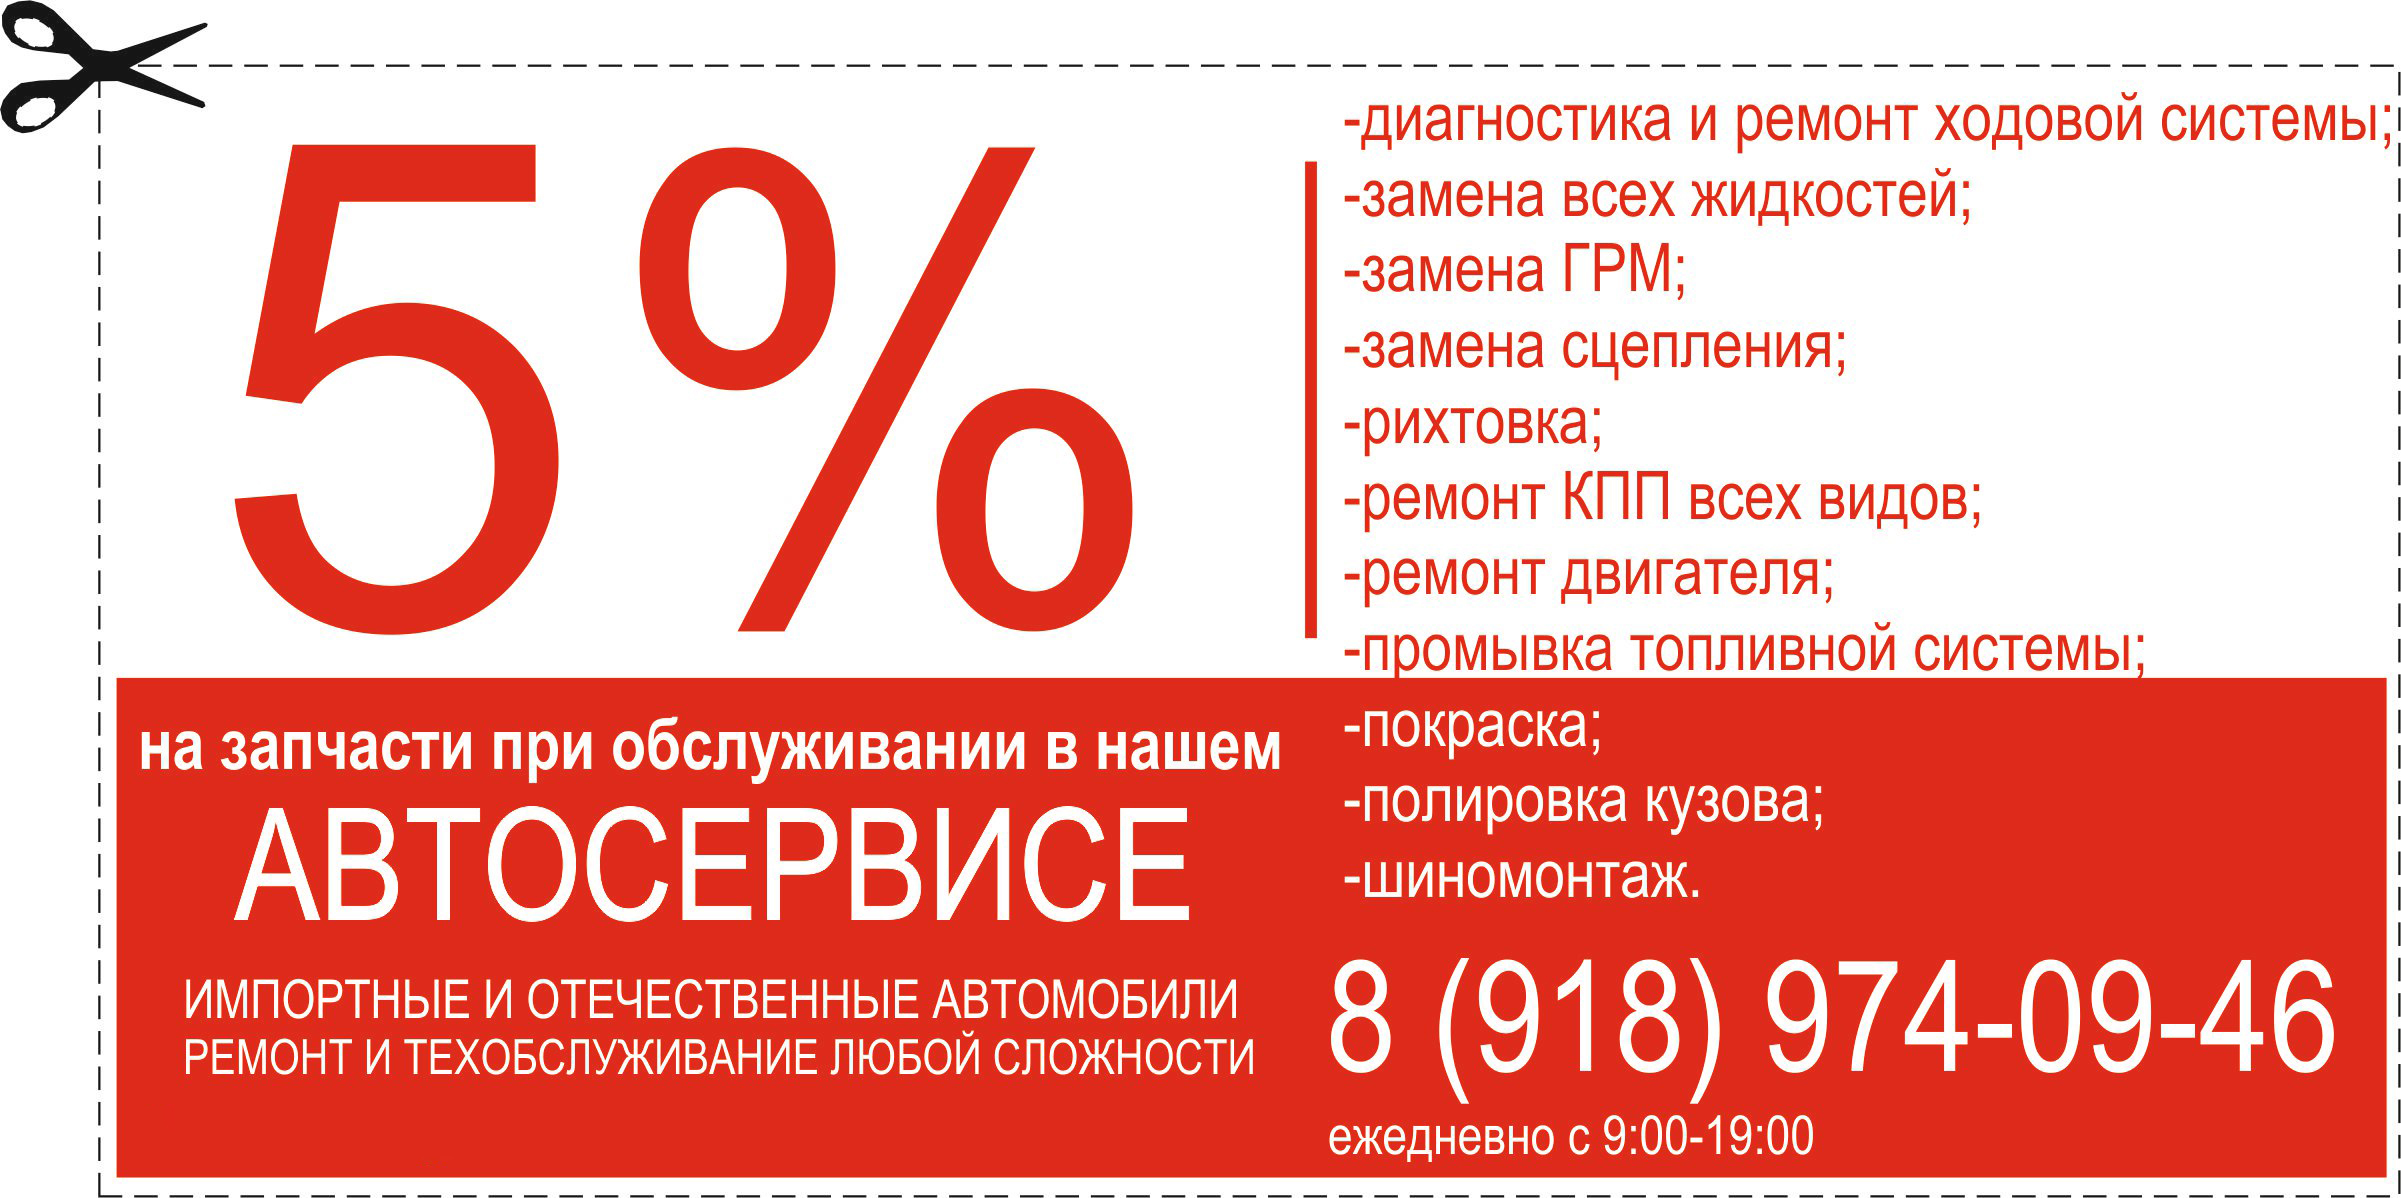 5%
на запчасти при обслуживании в нашем
АВТОСЕРВИСЕ
ИМПОРТНЫЕ И ОТЕЧЕСТВЕННЫЕ АВТОМОБИЛИ
РЕМОНТ И ТЕХОБСЛУЖИВАНИЕ ЛЮБОЙ СЛОЖНОСТИ
-диагностика и ремонт ходовой системы;
-замена всех жидкостей;
-замена ГРМ;
-замена сцепления;
-рихтовка;
-ремонт КПП всех видов;
-ремонт двигателя;
-промывка топливной системы;
-покраска;
-полировка кузова;
-шиномонтаж.
8 (918) 974-09-46
ежедневно с 9:00-19:00